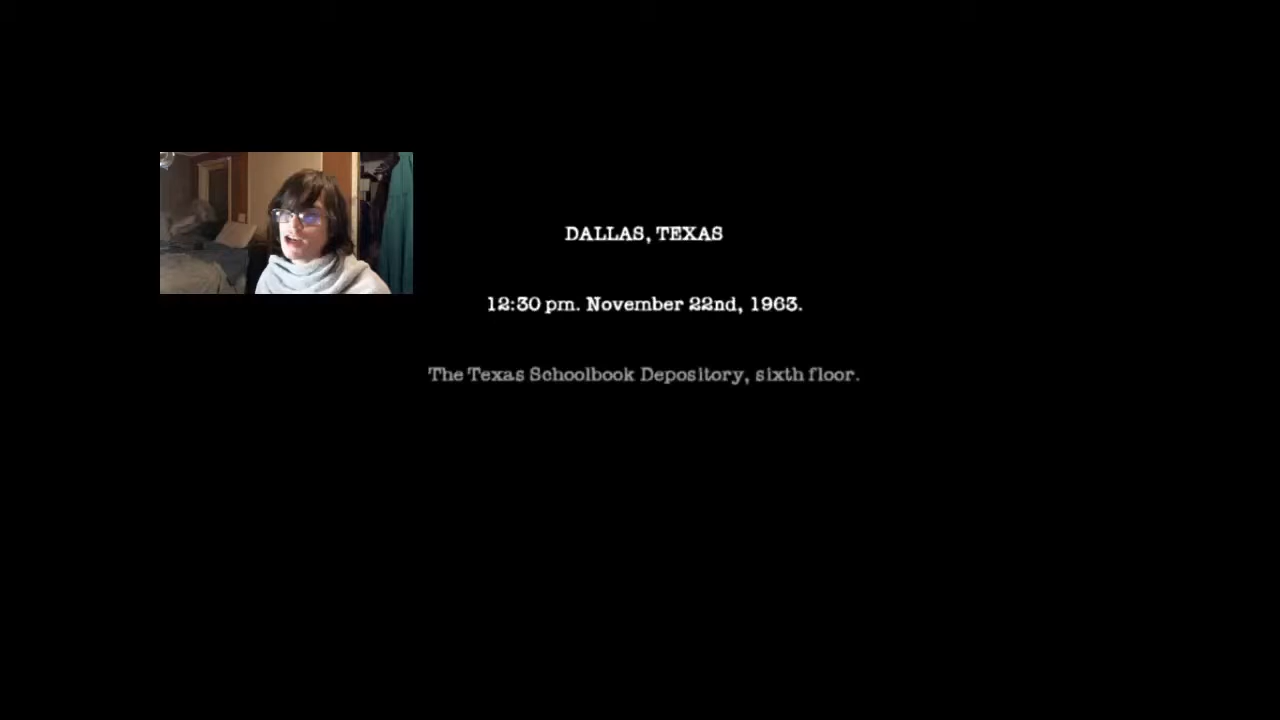 DALLAS, TEXAS
12:30 pm. November 22nd, 1963.
The Texas Schoolbook Depository, sixth floor.